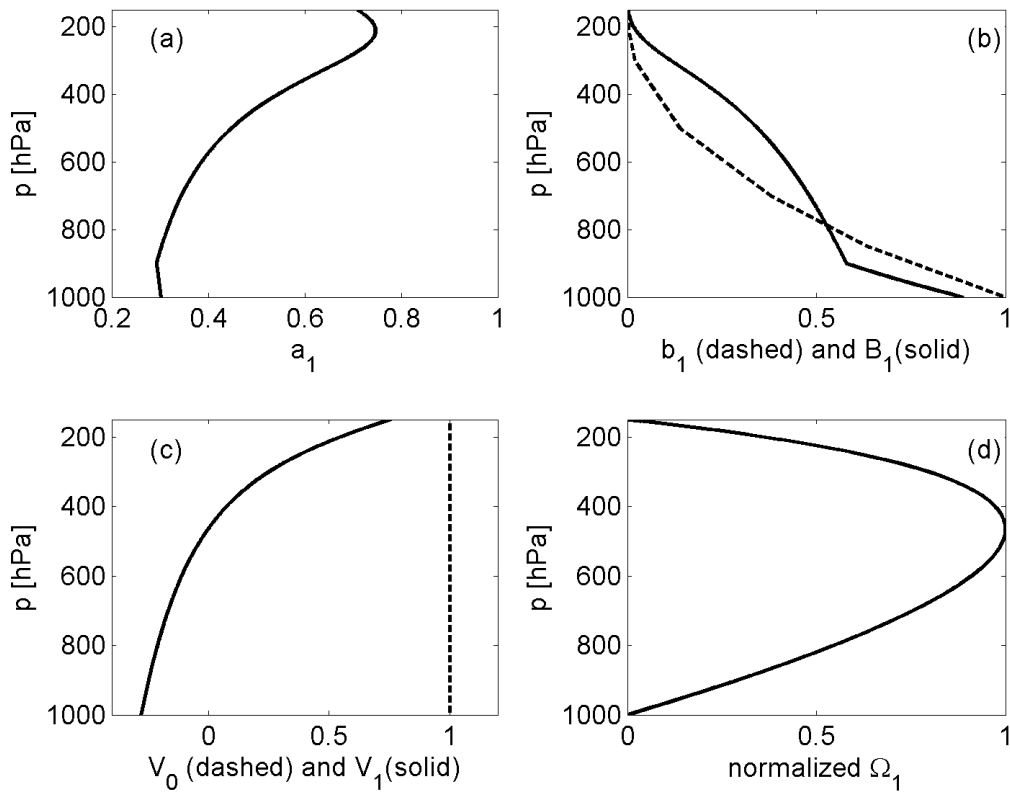 (a)
p [hPa]
200
400
600
800
1000
0.2 0.4 0.6 0.8 1
a₁
(b)
p [hPa]
200
400
600
800
1000
0 0.5 1
b₁ (dashed) and B₁(solid)
(c)
p [hPa]
200
400
600
800
1000
0 0.5 1
V₀ (dashed) and V₁(solid)
(d)
p [hPa]
200
400
600
800
1000
0 0.5 1
normalized Ω₁